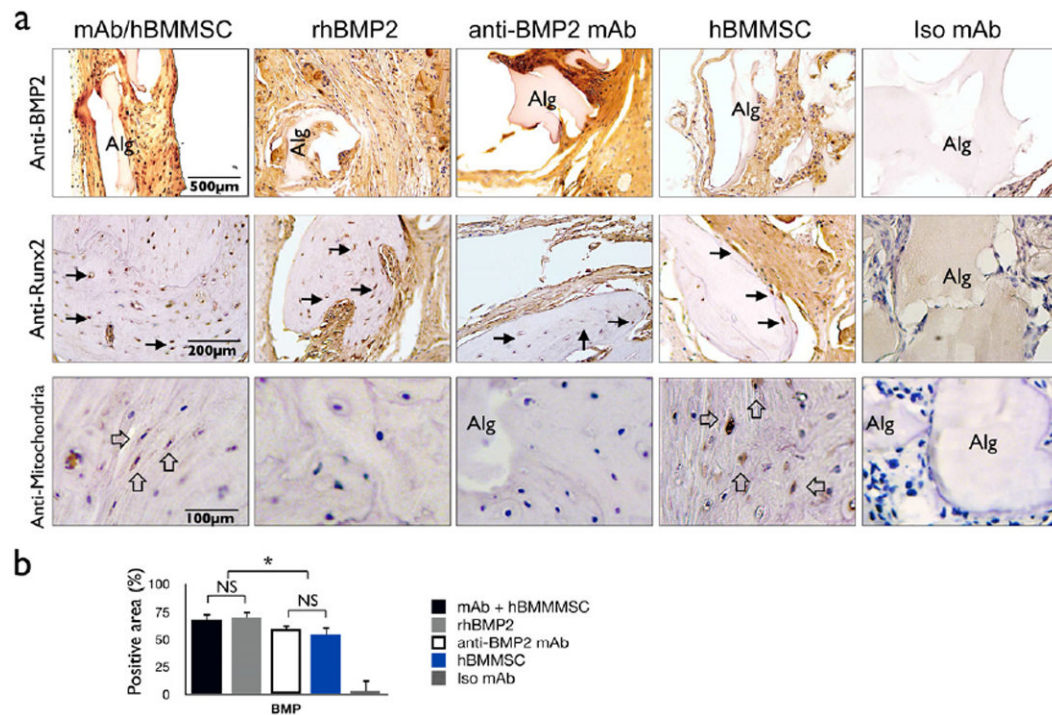 a
mAb/hBMMSC rhBMP2 anti-BMP2 mAb hBMMSC Iso mAb
Anti-BMP2
Alg Alg Alg Alg Alg
500µm
Anti-Runx2
Alg
200µm
Anti-Mitochondria
Alg Alg Alg
100µm
b
Positive area (%)
100
75
50
25
0
NS * NS
BMP
mAb + hBMMMSC
rhBMP2
anti-BMP2 mAb
hBMMSC
Iso mAb